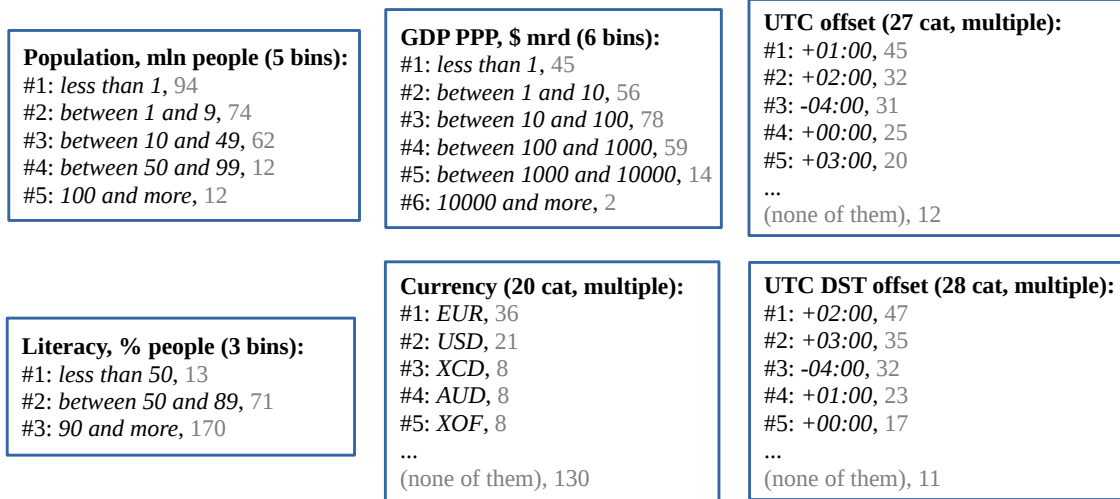 Population, mln people (5 bins):
#1: less than 1, 94
#2: between 1 and 9, 74
#3: between 10 and 49, 62
#4: between 50 and 99, 12
#5: 100 and more, 12
GDP PPP, $ mrd (6 bins):
#1: less than 1, 45
#2: between 1 and 10, 56
#3: between 10 and 100, 78
#4: between 100 and 1000, 59
#5: between 1000 and 10000, 14
#6: 10000 and more, 2
UTC offset (27 cat, multiple):
#1: +01:00, 45
#2: +02:00, 32
#3: -04:00, 31
#4: +00:00, 25
#5: +03:00, 20
...
(none of them), 12
Literacy, % people (3 bins):
#1: less than 50, 13
#2: between 50 and 89, 71
#3: 90 and more, 170
Currency (20 cat, multiple):
#1: EUR, 36
#2: USD, 21
#3: XCD, 8
#4: AUD, 8
#5: XOF, 8
...
(none of them), 130
UTC DST offset (28 cat, multiple):
#1: +02:00, 47
#2: +03:00, 35
#3: -04:00, 32
#4: +01:00, 23
#5: +00:00, 17
...
(none of them), 11